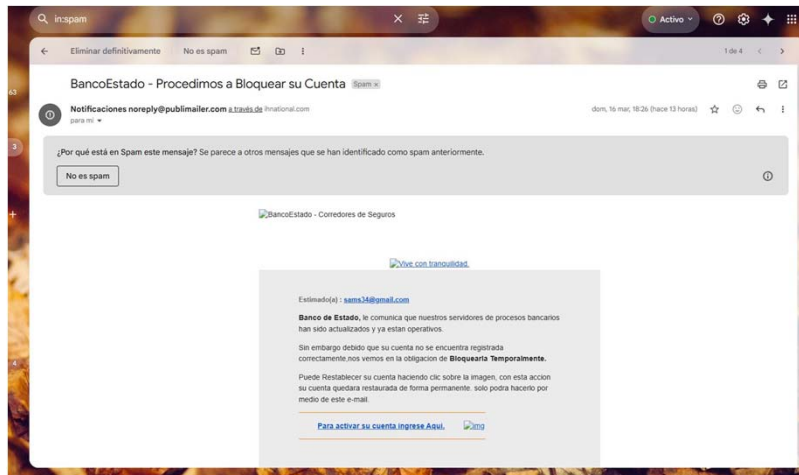 in:spam
Activo
Eliminar definitivamente No es spam 1 de 4
BancoEstado - Procedimos a Bloquear su Cuenta Spam x
63
Notificaciones noreply@publimailer.com a través de ihnational.com dom, 16 mar, 18:26 (hace 13 horas)
para mí
3
¿Por qué está en Spam este mensaje? Se parece a otros mensajes que se han identificado como spam anteriormente.
No es spam
BancoEstado - Corredores de Seguros
Vive con tranquilidad.
Estimado(a) : sams34@gmail.com
Banco de Estado, le comunica que nuestros servidores de procesos bancarios
han sido actualizados y ya estan operativos.
Sin embargo debido que su cuenta no se encuentra registrada
correctamente,nos vemos en la obligacion de Bloquearla Temporalmente.
Puede Restablecer su cuenta haciendo clic sobre la imagen, con esta accion
su cuenta quedara restaurada de forma permanente. solo podra hacerlo por
medio de este e-mail.
4
Para activar su cuenta ingrese Aqui. img